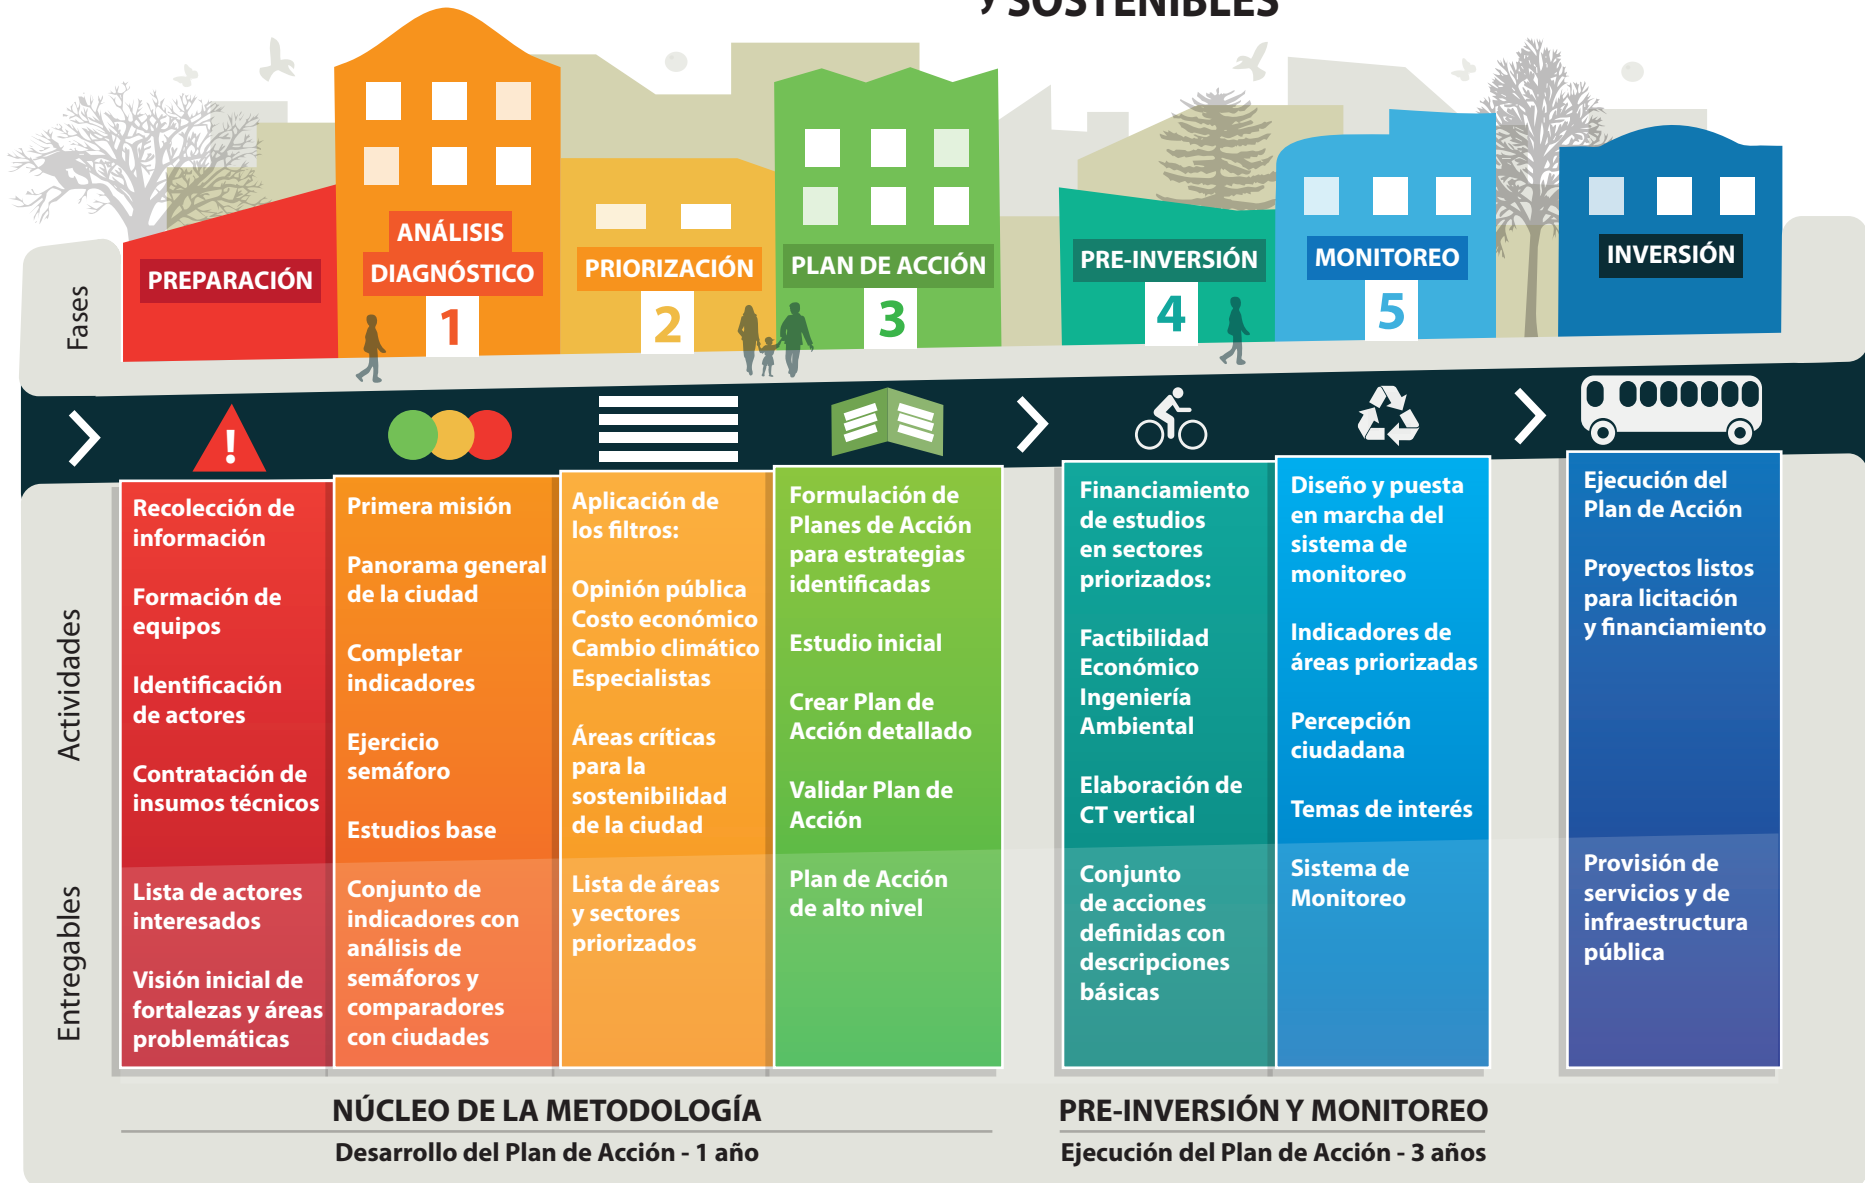 y SOSTENIBLES
Fases
PREPARACIÓN
ANÁLISIS
DIAGNÓSTICO
1
PRIORIZACIÓN
2
PLAN DE ACCIÓN
3
PRE-INVERSIÓN
4
MONITOREO
5
INVERSIÓN
!
Actividades
Recolección de
información
Formación de
equipos
Identificación
de actores
Contratación de
insumos técnicos
Primera misión
Panorama general
de la ciudad
Completar
indicadores
Ejercicio
semáforo
Estudios base
Aplicación de
los filtros:
Opinión pública
Costo económico
Cambio climático
Especialistas
Áreas críticas
para la
sostenibilidad
de la ciudad
Formulación de
Planes de Acción
para estrategias
identificadas
Estudio inicial
Crear Plan de
Acción detallado
Validar Plan de
Acción
Financiamiento
de estudios
en sectores
priorizados:
Factibilidad
Económico
Ingeniería
Ambiental
Elaboración de
CT vertical
Diseño y puesta
en marcha del
sistema de
monitoreo
Indicadores de
áreas priorizadas
Percepción
ciudadana
Temas de interés
Ejecución del
Plan de Acción
Proyectos listos
para licitación
y financiamiento
Entregables
Lista de actores
interesados
Visión inicial de
fortalezas y áreas
problemáticas
Conjunto de
indicadores con
análisis de
semáforos y
comparadores
con ciudades
Lista de áreas
y sectores
priorizados
Plan de Acción
de alto nivel
Conjunto
de acciones
definidas con
descripciones
básicas
Sistema de
Monitoreo
Provisión de
servicios y de
infraestructura
pública
NÚCLEO DE LA METODOLOGÍA
Desarrollo del Plan de Acción - 1 año
PRE-INVERSIÓN Y MONITOREO
Ejecución del Plan de Acción - 3 años